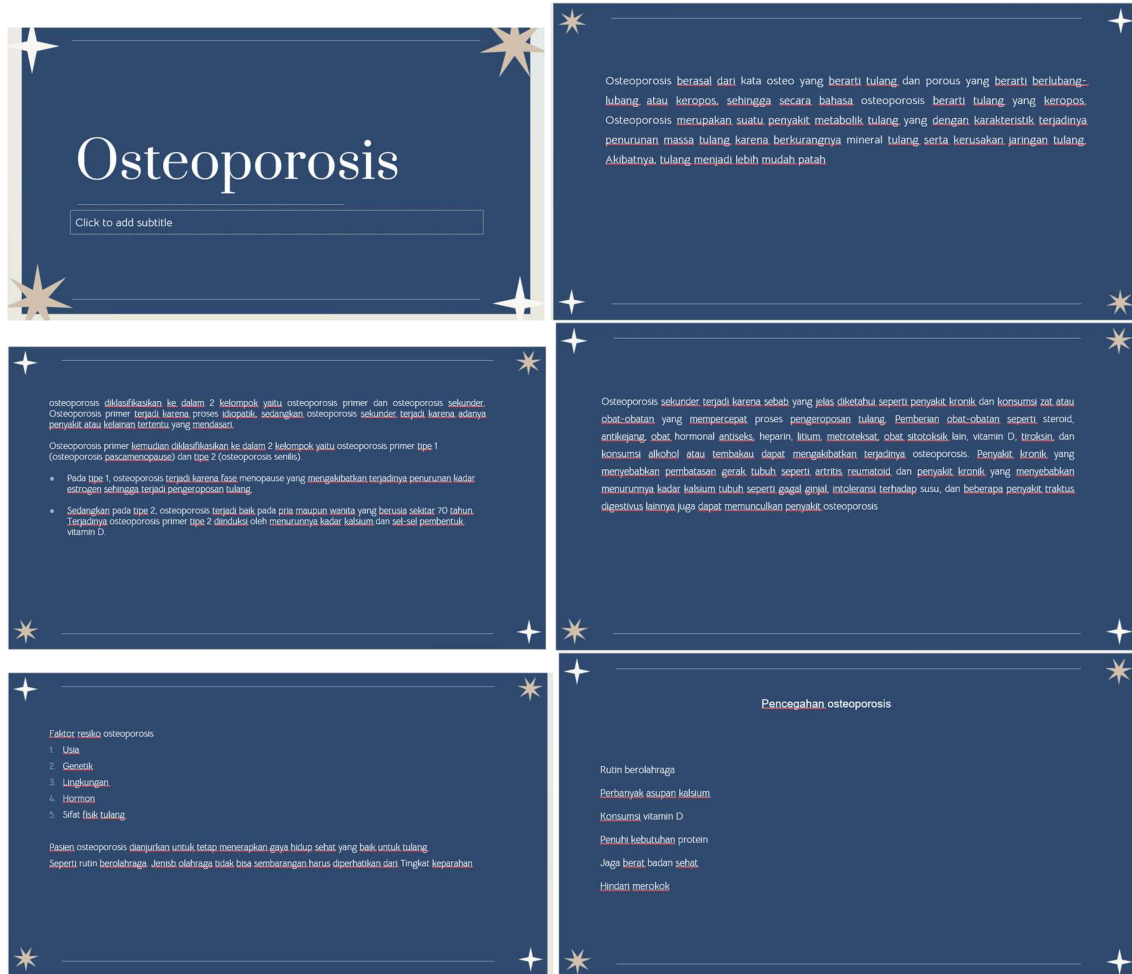 Osteoporosis
Click to add subtitle
Osteoporosis berasal dari kata osteo yang berarti tulang dan porous yang berarti berlubang-
lubang atau keropos, sehingga secara bahasa osteoporosis berarti tulang yang keropos.
Osteoporosis merupakan suatu penyakit metabolik tulang yang dengan karakteristik terjadinya
penurunan massa tulang karena berkurangnya mineral tulang serta kerusakan jaringan tulang.
Akibatnya, tulang menjadi lebih mudah patah
osteoporosis diklasifikasikan ke dalam 2 kelompok yaitu osteoporosis primer dan osteoporosis sekunder.
Osteoporosis primer terjadi karena proses idiopatik, sedangkan osteoporosis sekunder terjadi karena adanya
penyakit atau kelainan tertentu yang mendasari.
Osteoporosis primer kemudian diklasifikasikan ke dalam 2 kelompok yaitu osteoporosis primer tipe 1
(osteoporosis pascamenopause) dan tipe 2 (osteoporosis senilis).
• Pada tipe 1, osteoporosis terjadi karena fase menopause yang mengakibatkan terjadinya penurunan kadar
estrogen sehingga terjadi pengeroposan tulang.
• Sedangkan pada tipe 2, osteoporosis terjadi baik pada pria maupun wanita yang berusia sekitar 70 tahun.
Terjadinya osteoporosis primer tipe 2 diinduksi oleh menurunnya kadar kalsium dan sel-sel pembentuk
vitamin D.
Osteoporosis sekunder terjadi karena sebab yang jelas diketahui seperti penyakit kronik dan konsumsi zat atau
obat-obatan yang mempercepat proses pengeroposan tulang. Pemberian obat-obatan seperti steroid,
antikejang, obat hormonal antiseks, heparin, litium, metroteksat, obat sitotoksik lain, vitamin D, tiroksin, dan
konsumsi alkohol atau tembakau dapat mengakibatkan terjadinya osteoporosis. Penyakit kronik yang
menyebabkan pembatasan gerak tubuh seperti artritis reumatoid dan penyakit kronik yang menyebabkan
menurunnya kadar kalsium tubuh seperti gagal ginjal, intoleransi terhadap susu, dan beberapa penyakit traktus
digestivus lainnya juga dapat memunculkan penyakit osteoporosis
Faktor resiko osteoporosis
1. Usia
2. Genetik
3. Lingkungan
4. Hormon
5. Sifat fisik tulang
Pasien osteoporosis dianjurkan untuk tetap menerapkan gaya hidup sehat yang baik untuk tulang
Seperti rutin berolahraga. Jenisb olahraga tidak bisa sembarangan harus diperhatikan dari Tingkat keparahan
Pencegahan osteoporosis
Rutin berolahraga
Perbanyak asupan kalsium
Konsumsi vitamin D
Penuhi kebutuhan protein
Jaga berat badan sehat
Hindari merokok